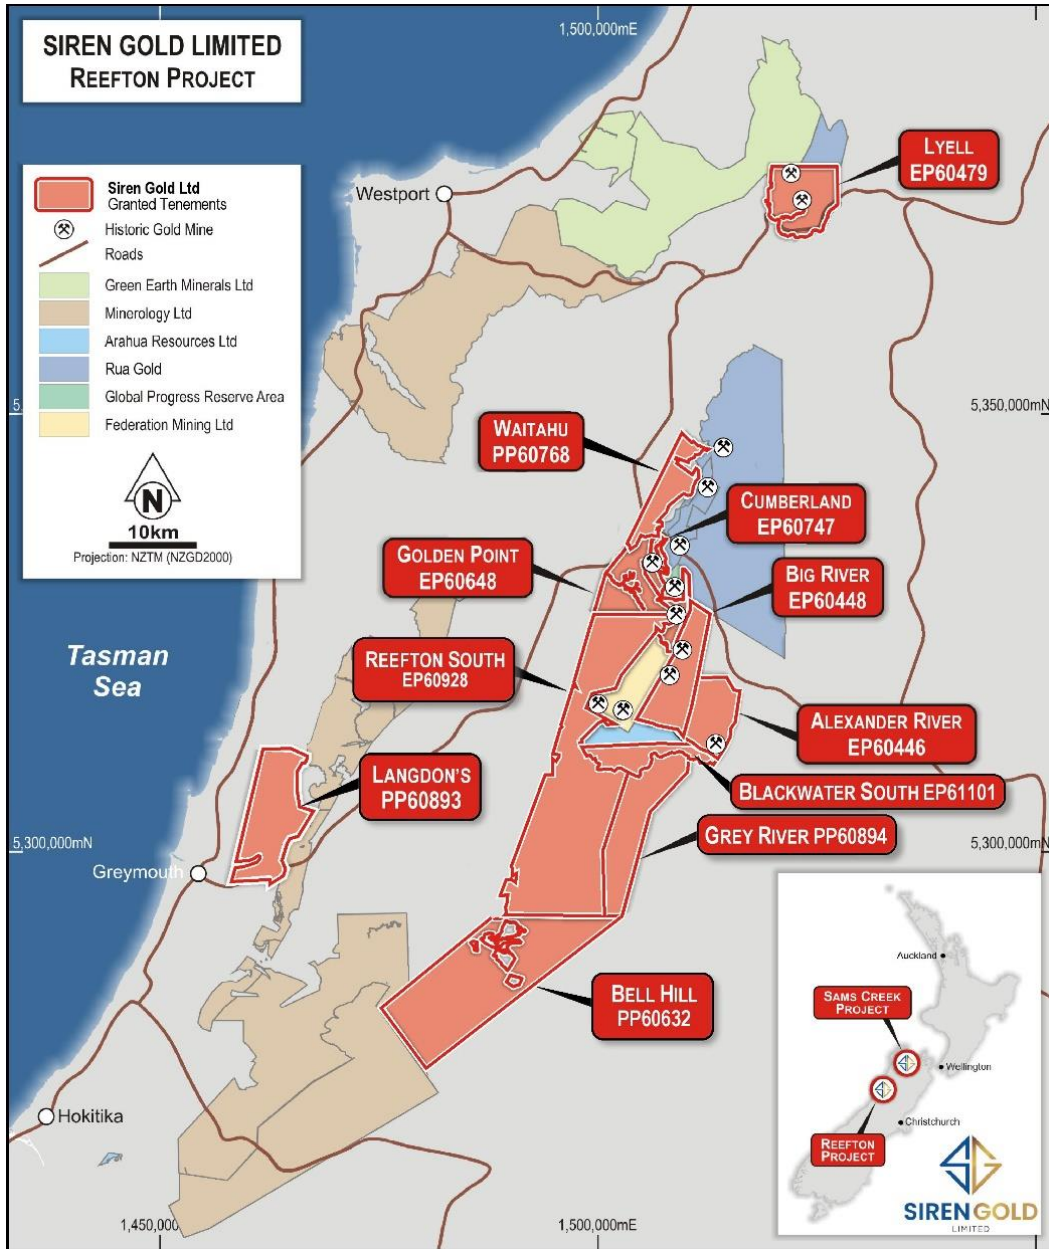 SIREN GOLD LIMITED
REEFTON PROJECT
1,500,000mE
Siren Gold Ltd
Granted Tenements
Historic Gold Mine
Roads
Green Earth Minerals Ltd
Minerology Ltd
Arahua Resources Ltd
Rua Gold
Global Progress Reserve Area
Federation Mining Ltd
N
10km
Projection: NZTM (NZGD2000)
Westport
LYELL
EP60479
5,350,000mN
WAITAHU
PP60768
CUMBERLAND
EP60747
GOLDEN POINT
EP60648
BIG RIVER
EP60448
Tasman
Sea
REEFTON SOUTH
EP60928
ALEXANDER RIVER
EP60446
LANGDON'S
PP60893
BLACKWATER SOUTH EP61101
GREY RIVER PP60894
5,300,000mN
5,300,000mN
Greymouth
BELL HILL
PP60632
Hokitika
1,450,000
1,500,000mE
Auckland
SAMS CREEK
PROJECT
Wellington
Christchurch
REEFTON
PROJECT
SIREN GOLD
LIMITED